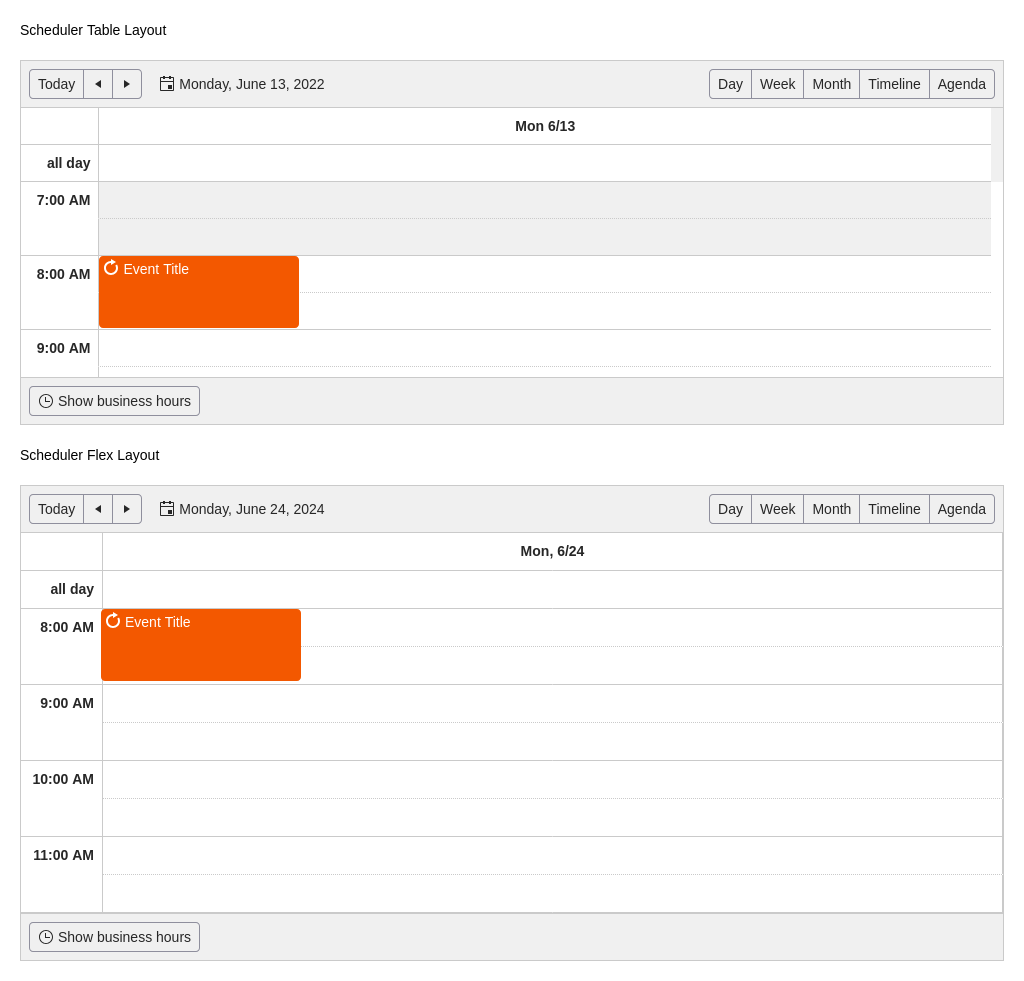 Scheduler Table Layout
Today Monday, June 13, 2022 Day Week Month Timeline Agenda
Mon 6/13
all day
7:00 AM
8:00 AM Event Title
9:00 AM
Show business hours
Scheduler Flex Layout
Today Monday, June 24, 2024 Day Week Month Timeline Agenda
Mon, 6/24
all day
8:00 AM Event Title
9:00 AM
10:00 AM
11:00 AM
Show business hours